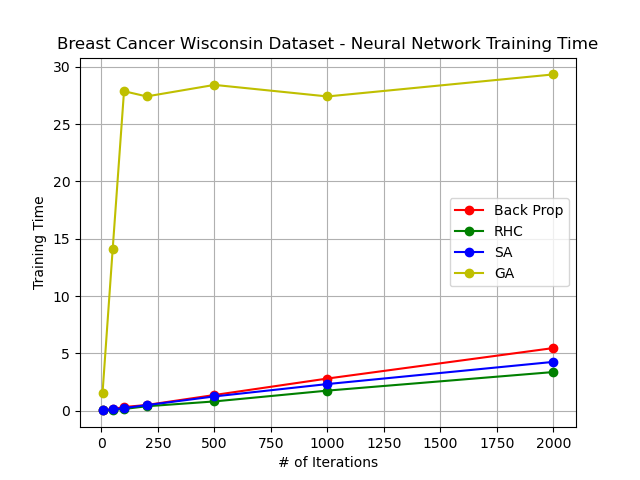 Breast Cancer Wisconsin Dataset - Neural Network Training Time
30
25
20
15
10
5
0
Training Time
Back Prop
RHC
SA
GA
0 250 500 750 1000 1250 1500 1750 2000
# of Iterations